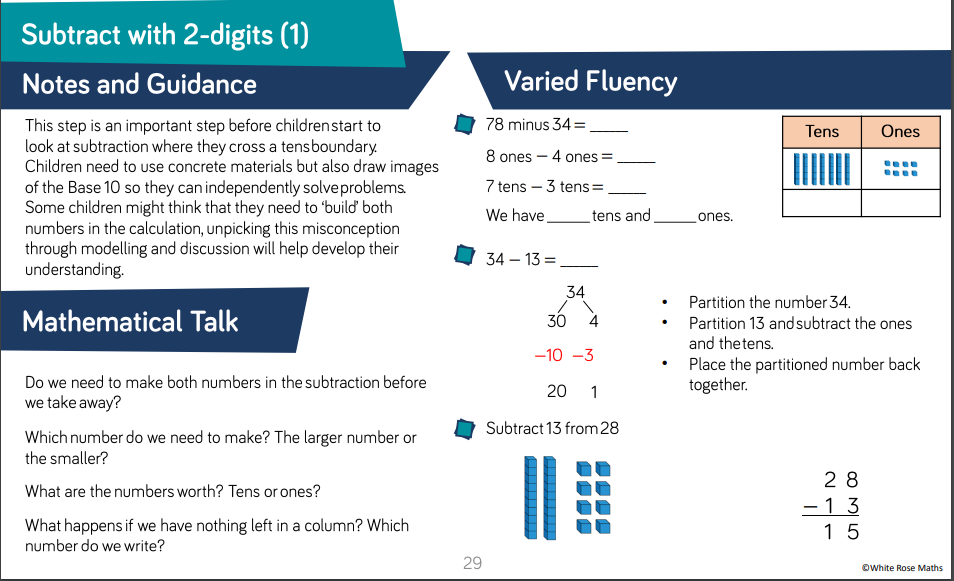 Subtract with 2-digits (1)
Notes and Guidance
This step is an important step before children start to
look at subtraction where they cross a tens boundary.
Children need to use concrete materials but also draw images
of the Base 10 so they can independently solve problems.
Some children might think that they need to ‘build’ both
numbers in the calculation, unpicking this misconception
through modelling and discussion will help develop their
understanding.
Mathematical Talk
Do we need to make both numbers in the subtraction before
we take away?
Which number do we need to make? The larger number or
the smaller?
What are the numbers worth? Tens or ones?
What happens if we have nothing left in a column? Which
number do we write?
Varied Fluency
78 minus 34 = _____
8 ones − 4 ones = _____
7 tens − 3 tens = _____
We have _____ tens and _____ ones.
Tens Ones
34 − 13 = _____
34
30 4
−10 −3
20 1
• Partition the number 34.
• Partition 13 and subtract the ones
and the tens.
• Place the partitioned number back
together.
Subtract 13 from 28
2 8
− 1 3
1 5
29
©White Rose Maths